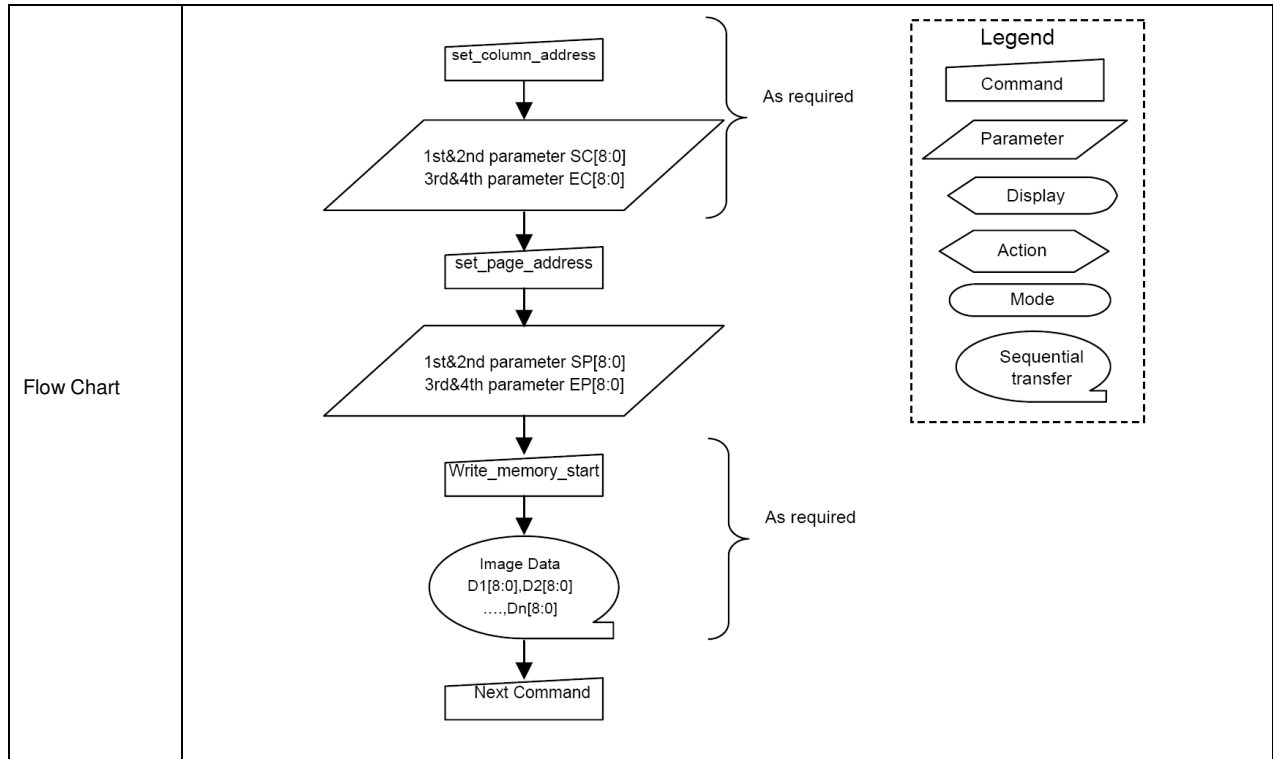 Flow Chart
set_column_address
1st&2nd parameter SC[8:0]
3rd&4th parameter EC[8:0]
As required
set_page_address
1st&2nd parameter SP[8:0]
3rd&4th parameter EP[8:0]
Write_memory_start
Image Data
D1[8:0],D2[8:0]
....,Dn[8:0]
As required
Next Command
Legend
Command
Parameter
Display
Action
Mode
Sequential
transfer